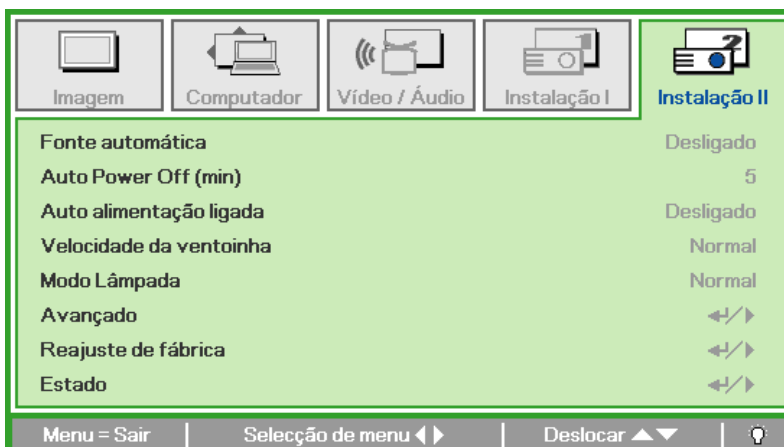 Imagem
Computador
Vídeo / Áudio
Instalação I
2
Instalação II
Fonte automática Desligado
Auto Power Off (min) 5
Auto alimentação ligada Desligado
Velocidade da ventoinha Normal
Modo Lâmpada Normal
Avançado
Reajuste de fábrica
Estado
Menu = Sair Selecção de menu Deslocar